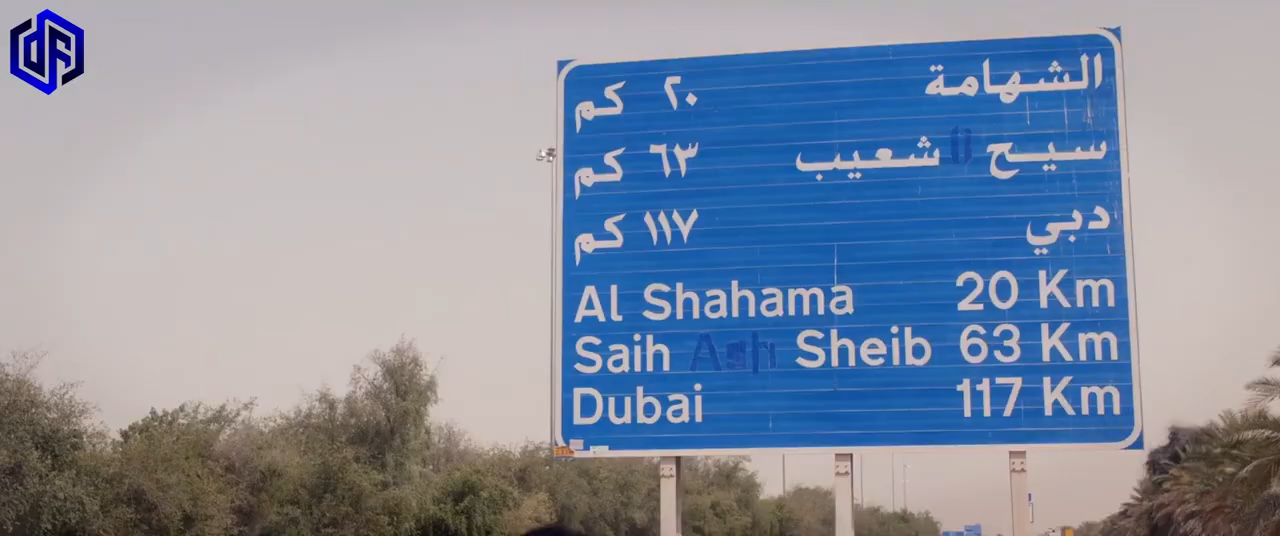 الشهامة ٢٠ كم
سيح شعيب ٦٣ كم
دبي ١١٧ كم
Al Shahama 20 Km
Saih Ash Sheib 63 Km
Dubai 117 Km